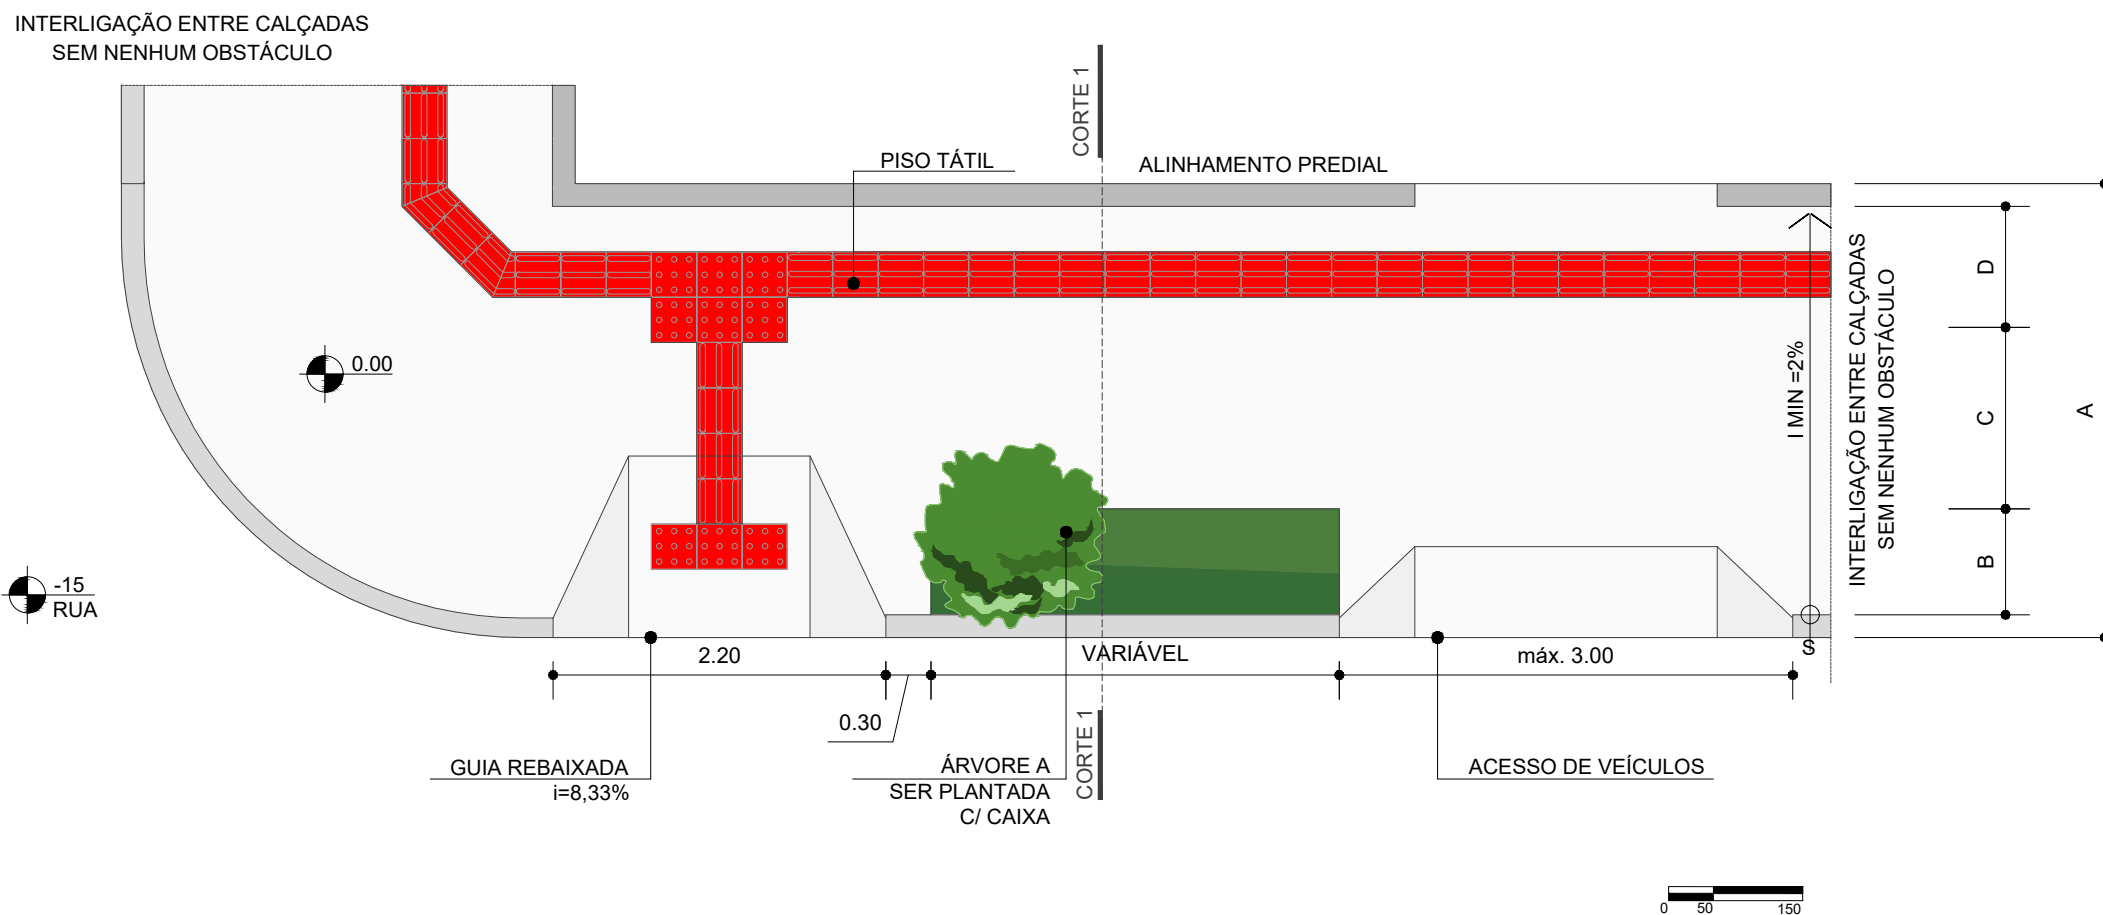 INTERLIGAÇÃO ENTRE CALÇADAS
SEM NENHUM OBSTÁCULO
CORTE 1
PISO TÁTIL
ALINHAMENTO PREDIAL
INTERLIGAÇÃO ENTRE CALÇADAS
SEM NENHUM OBSTÁCULO
I MIN =2%
D
C
B
A
0.00
-15
RUA
S
2.20
VARIÁVEL
máx. 3.00
0.30
GUIA REBAIXADA
i=8,33%
ÁRVORE A
SER PLANTADA
C/ CAIXA
CORTE 1
ACESSO DE VEÍCULOS
0 50 150